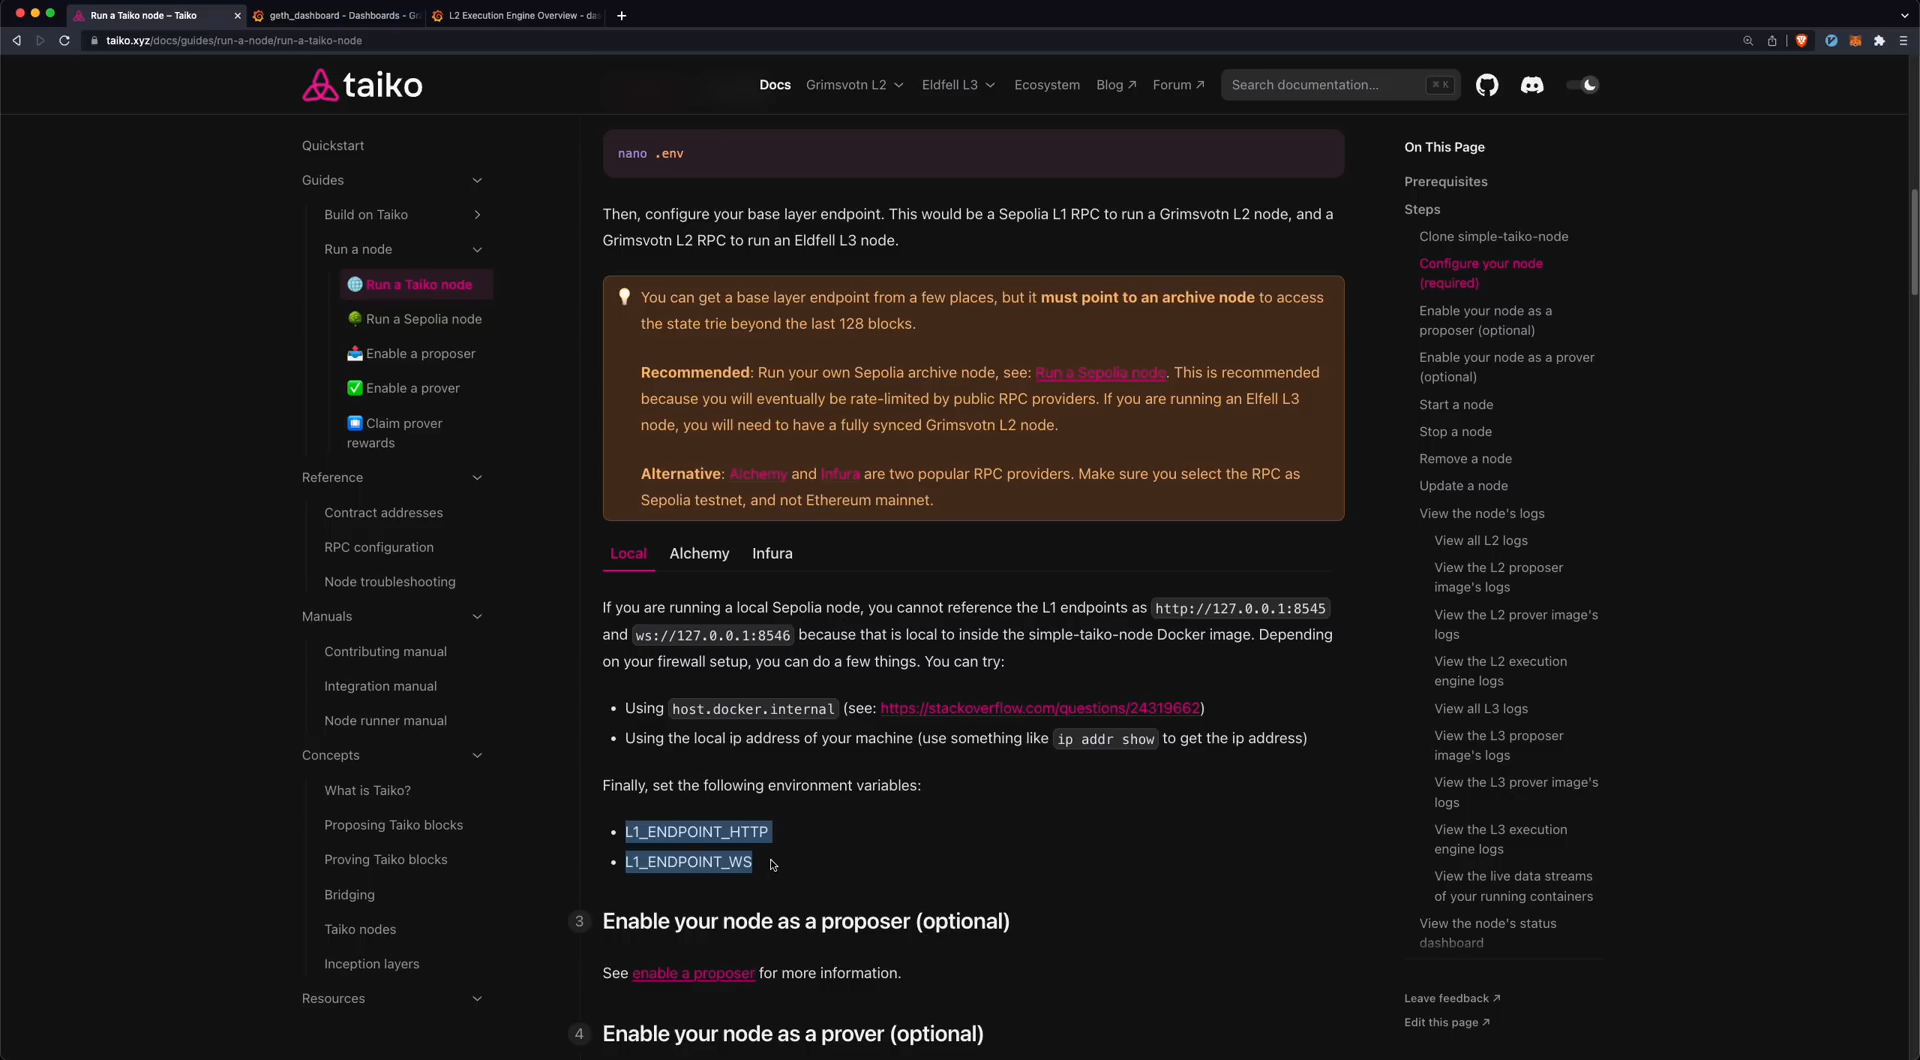 Run a Taiko node – Taiko
geth_dashboard - Dashboards - Gr
L2 Execution Engine Overview - das
taiko.xyz/docs/guides/run-a-node/run-a-taiko-node
taiko
Docs
Grimsvotn L2
Eldfell L3
Ecosystem
Blog ↗
Forum ↗
Search documentation...
⌘ K
Quickstart
Guides
Build on Taiko
Run a node
Run a Taiko node
Run a Sepolia node
Enable a proposer
Enable a prover
Claim prover
rewards
Reference
Contract addresses
RPC configuration
Node troubleshooting
Manuals
Contributing manual
Integration manual
Node runner manual
Concepts
What is Taiko?
Proposing Taiko blocks
Proving Taiko blocks
Bridging
Taiko nodes
Inception layers
Resources
nano .env
Then, configure your base layer endpoint. This would be a Sepolia L1 RPC to run a Grimsvotn L2 node, and a
Grimsvotn L2 RPC to run an Eldfell L3 node.
You can get a base layer endpoint from a few places, but it must point to an archive node to access
the state trie beyond the last 128 blocks.
Recommended: Run your own Sepolia archive node, see: Run a Sepolia node. This is recommended
because you will eventually be rate-limited by public RPC providers. If you are running an Elfell L3
node, you will need to have a fully synced Grimsvotn L2 node.
Alternative: Alchemy and Infura are two popular RPC providers. Make sure you select the RPC as
Sepolia testnet, and not Ethereum mainnet.
Local
Alchemy
Infura
If you are running a local Sepolia node, you cannot reference the L1 endpoints as http://127.0.0.1:8545
and ws://127.0.0.1:8546 because that is local to inside the simple-taiko-node Docker image. Depending
on your firewall setup, you can do a few things. You can try:
• Using host.docker.internal (see: https://stackoverflow.com/questions/24319662)
• Using the local ip address of your machine (use something like ip addr show to get the ip address)
Finally, set the following environment variables:
• L1_ENDPOINT_HTTP
• L1_ENDPOINT_WS
3 Enable your node as a proposer (optional)
See enable a proposer for more information.
4 Enable your node as a prover (optional)
On This Page
Prerequisites
Steps
Clone simple-taiko-node
Configure your node
(required)
Enable your node as a
proposer (optional)
Enable your node as a prover
(optional)
Start a node
Stop a node
Remove a node
Update a node
View the node's logs
View all L2 logs
View the L2 proposer
image's logs
View the L2 prover image's
logs
View the L2 execution
engine logs
View all L3 logs
View the L3 proposer
image's logs
View the L3 prover image's
logs
View the L3 execution
engine logs
View the live data streams
of your running containers
View the node's status
dashboard
Leave feedback ↗
Edit this page ↗